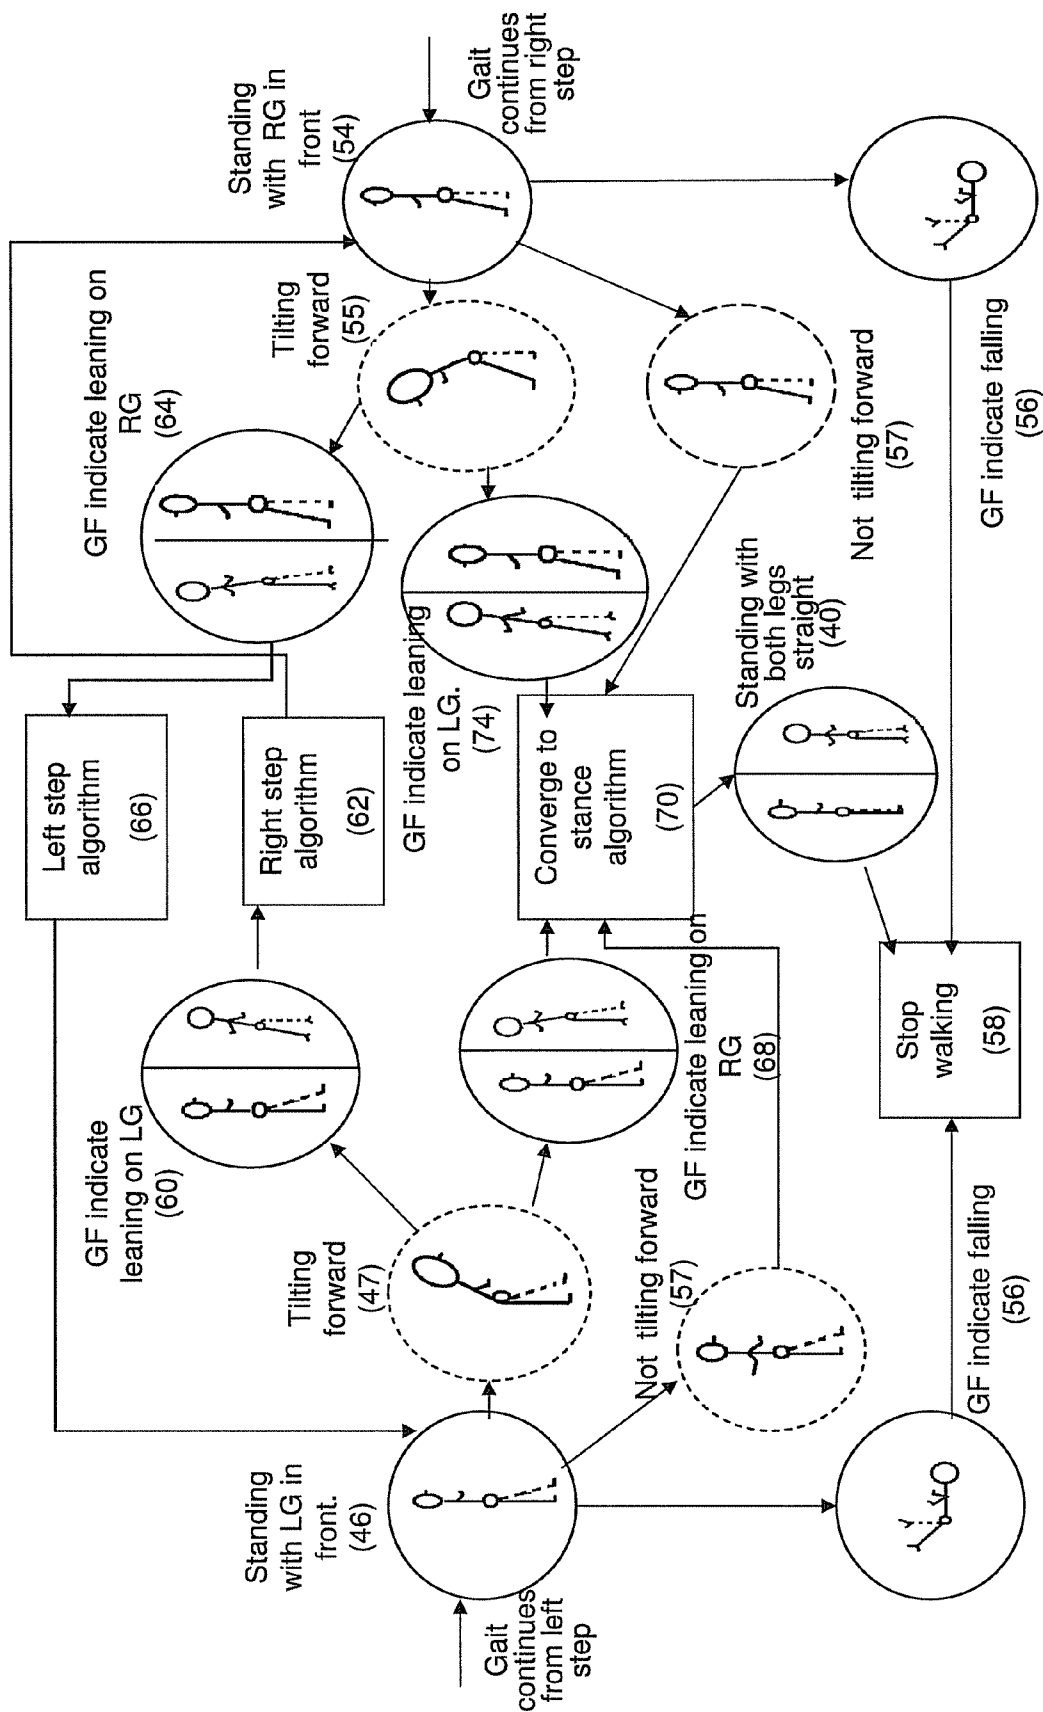 Gait
continues
from left
step
Standing
with LG in
front.
(46)
Tilting
forward
(47)
Not tilting forward
(57)
GF indicate falling
(56)
GF indicate
leaning on LG
(60)
GF indicate leaning on
RG
(68)
Left step
algorithm
(66)
Right step
algorithm
(62)
Converge to
stance
algorithm
(70)
Stop
walking
(58)
GF indicate leaning
on LG.
(74)
Standing with
both legs
straight
(40)
GF indicate leaning on
RG
(64)
Tilting
forward
(55)
Not tilting forward
(57)
GF indicate falling
(56)
Standing
with RG in
front
(54)
Gait
continues
from right
step